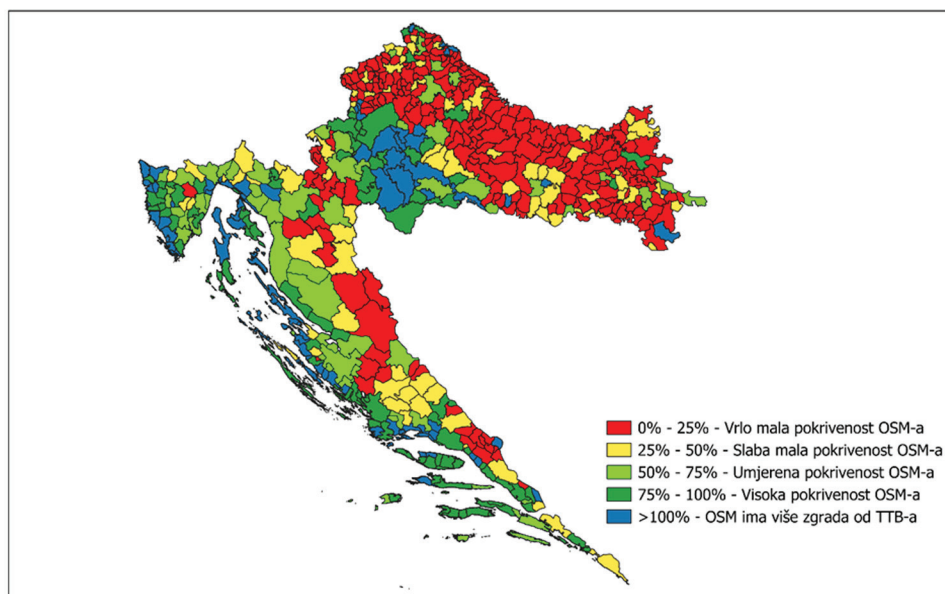 0% - 25% - Vrlo mala pokrivenost OSM-a
25% - 50% - Slaba mala pokrivenost OSM-a
50% - 75% - Umjerena pokrivenost OSM-a
75% - 100% - Visoka pokrivenost OSM-a
>100% - OSM ima više zgrada od TTB-a